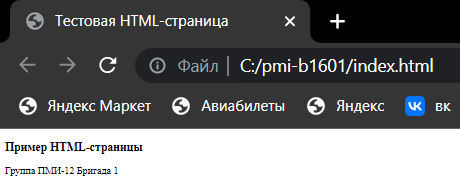 Тестовая HTML-страница
Файл | C:/pmi-b1601/index.html
Яндекс Маркет Авиабилеты Яндекс вк
Пример HTML-страницы
Группа ПМИ-12 Бригада 1